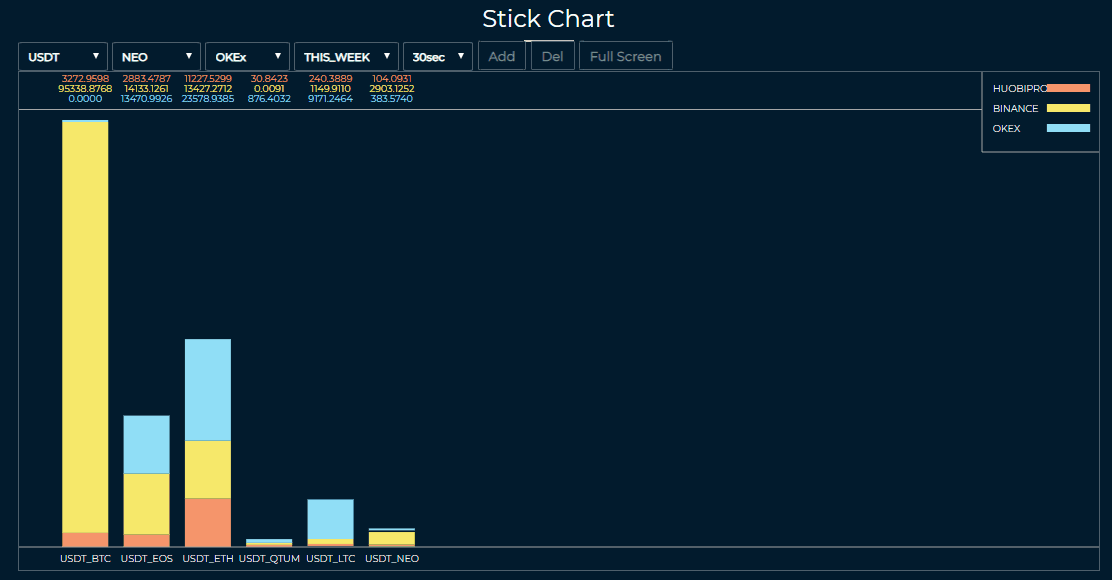 Stick Chart
USDT ▼ NEO ▼ OKEx ▼ THIS_WEEK ▼ 30sec ▼ Add Del Full Screen
3272.9598 2883.4787 11227.5299 30.8423 240.3889 104.0931
95338.8768 14133.1261 13427.2712 0.0091 1149.9110 2903.1252
0.0000 13470.9926 23578.9385 876.4032 9171.2464 383.5740
HUOBIPRO
BINANCE
OKEX
USDT_BTC USDT_EOS USDT_ETH USDT_QTUM USDT_LTC USDT_NEO